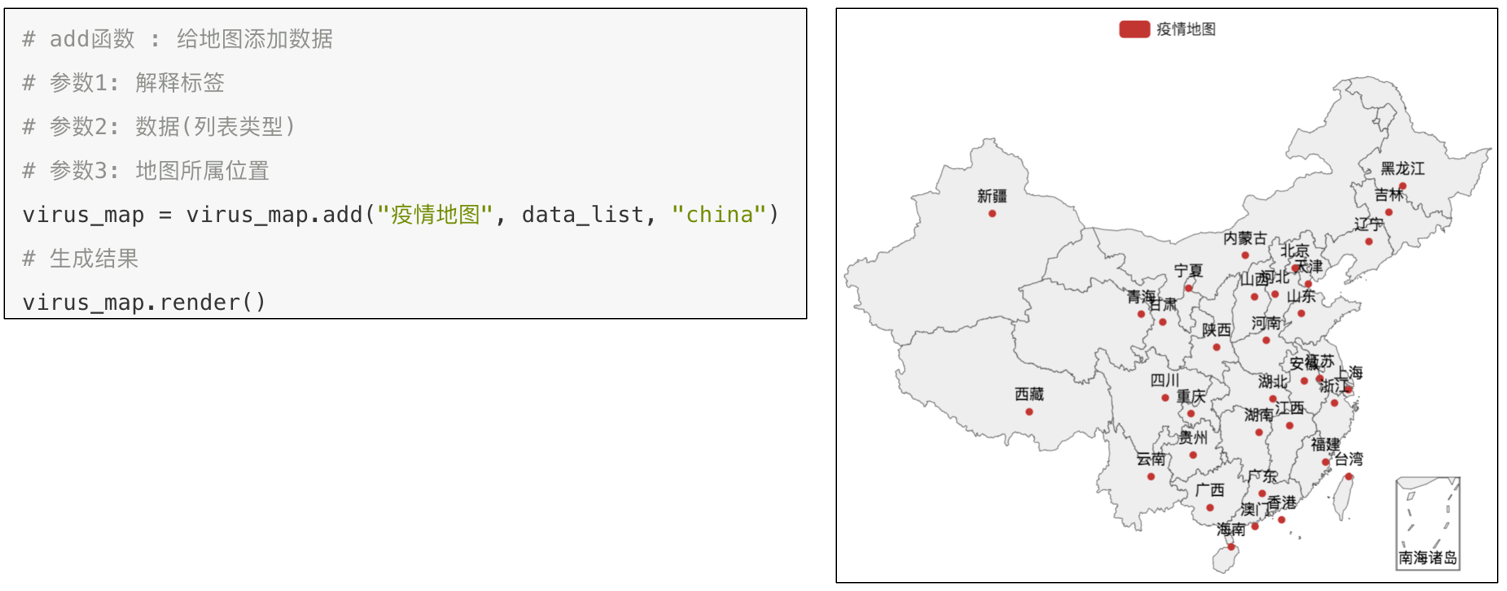 # add函数 : 给地图添加数据
# 参数1: 解释标签
# 参数2: 数据(列表类型)
# 参数3: 地图所属位置
virus_map = virus_map.add("疫情地图", data_list, "china")
# 生成结果
virus_map.render()
疫情地图
黑龙江
吉林
新疆
辽宁
内蒙古
北京
天津
宁夏
山西
河北
青海
甘肃
山东
陕西
河南
安徽
江苏
上海
四川
湖北
浙江
西藏
重庆
湖南
江西
贵州
福建
云南
台湾
广东
广西
香港
澳门
海南
南海诸岛